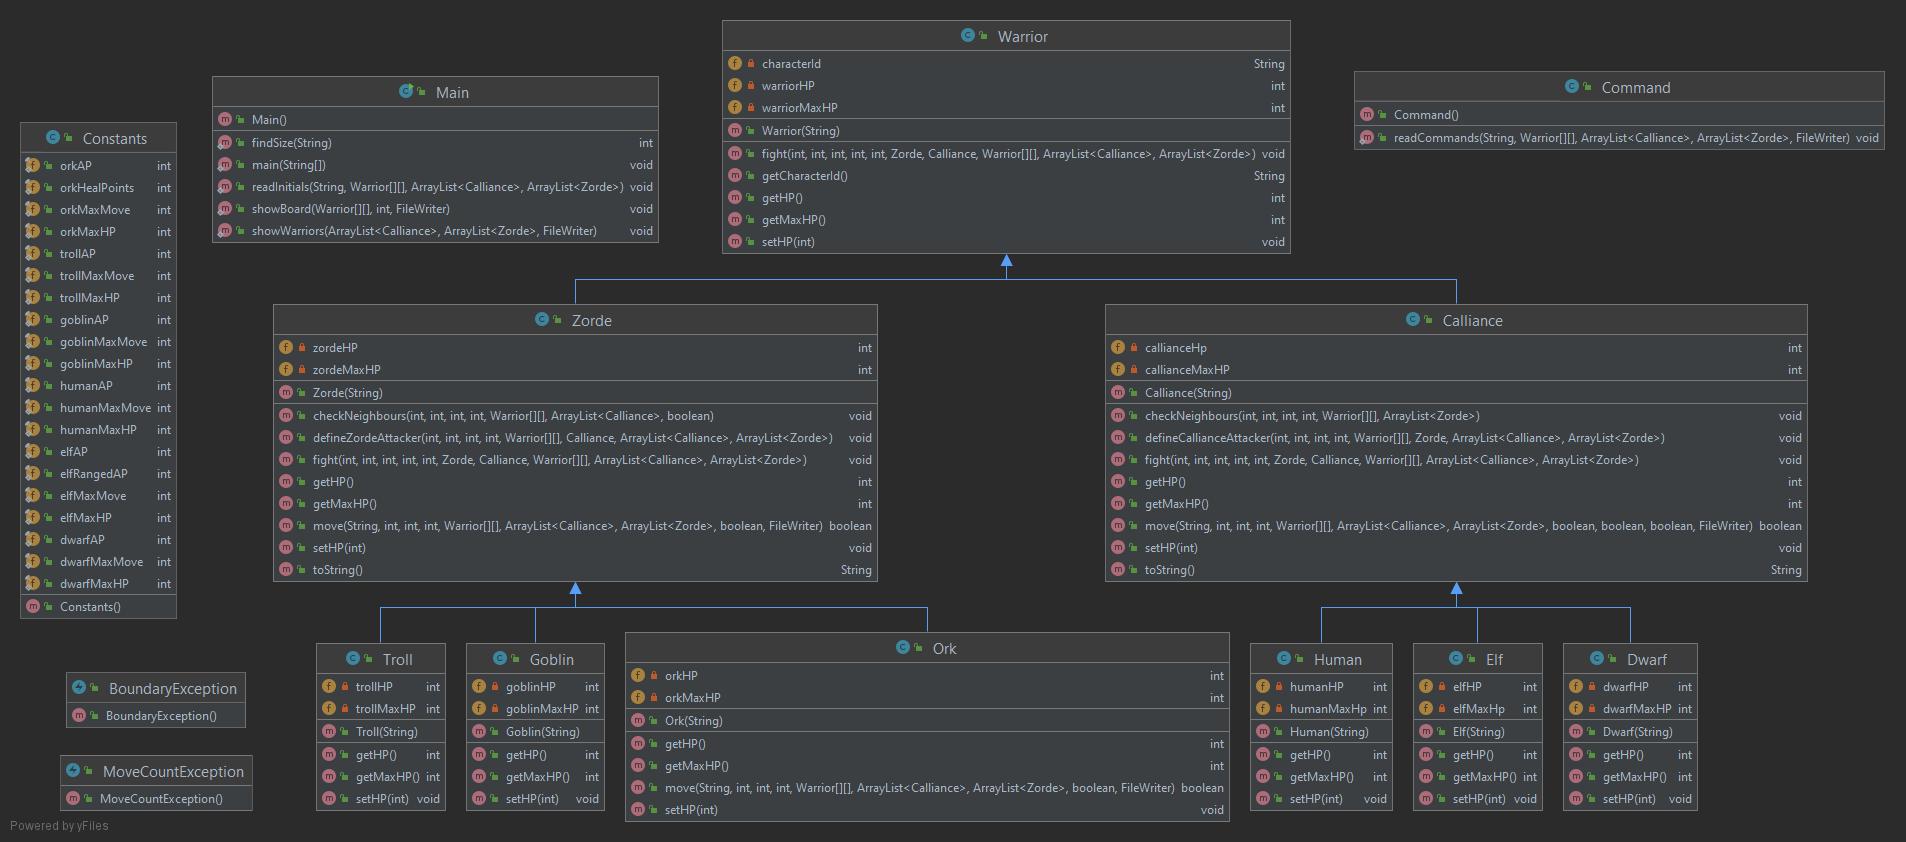 Warrior
characterId String
warriorHP int
warriorMaxHP int
Warrior(String)
fight(int, int, int, int, int, Zorde, Calliance, Warrior[][], ArrayList<Calliance>, ArrayList<Zorde>) void
getCharacterId() String
getHP() int
getMaxHP() int
setHP(int) void
Main
Main()
findSize(String) int
main(String[]) void
readInitials(String, Warrior[][], ArrayList<Calliance>, ArrayList<Zorde>) void
showBoard(Warrior[][], int, FileWriter) void
showWarriors(ArrayList<Calliance>, ArrayList<Zorde>, FileWriter) void
Command
Command()
readCommands(String, Warrior[][], ArrayList<Calliance>, ArrayList<Zorde>, FileWriter) void
Constants
orkAP int
orkHealPoints int
orkMaxMove int
orkMaxHP int
trollAP int
trollMaxMove int
trollMaxHP int
goblinAP int
goblinMaxMove int
goblinMaxHP int
humanAP int
humanMaxMove int
humanMaxHP int
elfAP int
elfRangedAP int
elfMaxMove int
elfMaxHP int
dwarfAP int
dwarfMaxMove int
dwarfMaxHP int
Constants()
Zorde
zordeHP int
zordeMaxHP int
Zorde(String)
checkNeighbours(int, int, int, int, Warrior[][], ArrayList<Calliance>, boolean) void
defineZordeAttacker(int, int, int, int, Warrior[][], Calliance, ArrayList<Calliance>, ArrayList<Zorde>) void
fight(int, int, int, int, int, Zorde, Calliance, Warrior[][], ArrayList<Calliance>, ArrayList<Zorde>) void
getHP() int
getMaxHP() int
move(String, int, int, int, Warrior[][], ArrayList<Calliance>, ArrayList<Zorde>, boolean, FileWriter) boolean
setHP(int) void
toString() String
Calliance
callianceHp int
callianceMaxHP int
Calliance(String)
checkNeighbours(int, int, int, int, Warrior[][], ArrayList<Zorde>) void
defineCallianceAttacker(int, int, int, int, Warrior[][], Zorde, ArrayList<Calliance>, ArrayList<Zorde>) void
fight(int, int, int, int, int, Zorde, Calliance, Warrior[][], ArrayList<Calliance>, ArrayList<Zorde>) void
getHP() int
getMaxHP() int
move(String, int, int, int, Warrior[][], ArrayList<Calliance>, ArrayList<Zorde>, boolean, boolean, boolean, FileWriter) boolean
setHP(int) void
toString() String
Troll
trollHP int
trollMaxHP int
Troll(String)
getHP() int
getMaxHP() int
setHP(int) void
Goblin
goblinHP int
goblinMaxHP int
Goblin(String)
getHP() int
getMaxHP() int
setHP(int) void
Ork
orkHP int
orkMaxHP int
Ork(String)
getHP() int
getMaxHP() int
move(String, int, int, int, Warrior[][], ArrayList<Calliance>, ArrayList<Zorde>, boolean, FileWriter) boolean
setHP(int) void
Human
humanHP int
humanMaxHp int
Human(String)
getHP() int
getMaxHP() int
setHP(int) void
Elf
elfHP int
elfMaxHp int
Elf(String)
getHP() int
getMaxHP() int
setHP(int) void
Dwarf
dwarfHP int
dwarfMaxHP int
Dwarf(String)
getHP() int
getMaxHP() int
setHP(int) void
BoundaryException
BoundaryException()
MoveCountException
MoveCountException()
Powered by yFiles